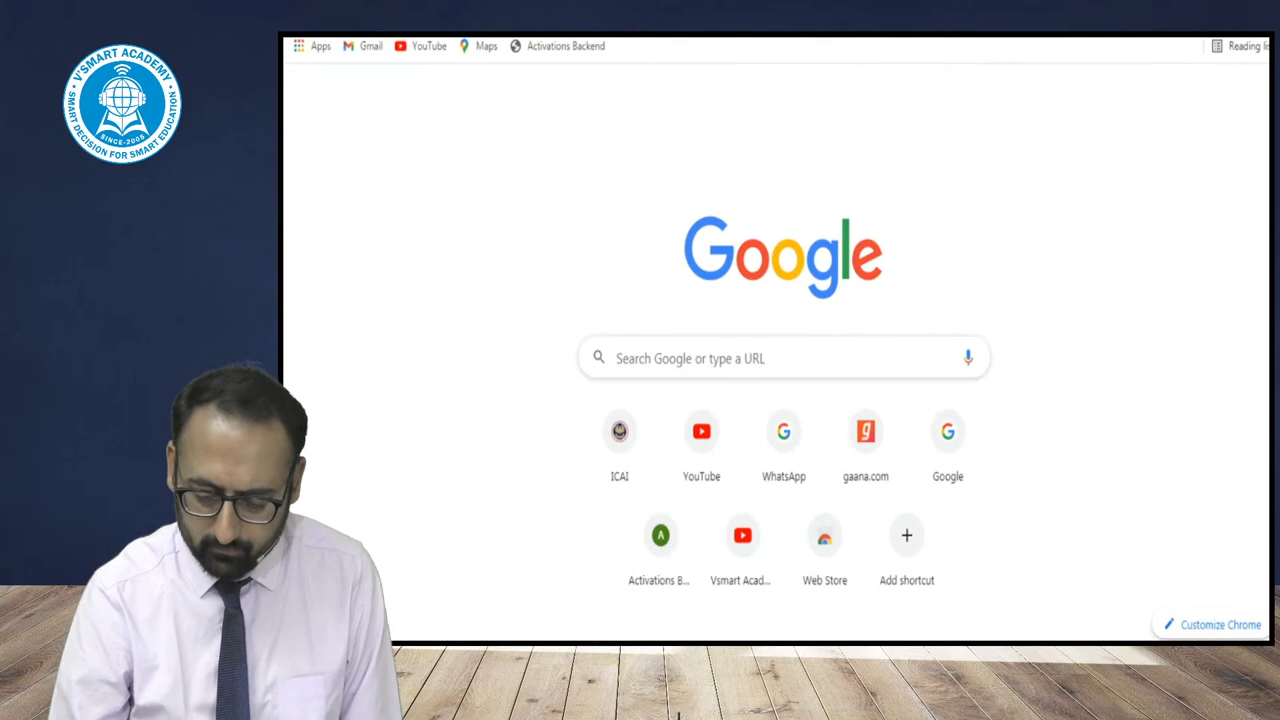 V'SMART ACADEMY
SMART DECISION FOR SMART EDUCATION
SINCE-2005
Apps Gmail YouTube Maps Activations Backend Reading lis
Google
Search Google or type a URL
ICAI YouTube WhatsApp gaana.com Google
Activations B... Vsmart Acad... Web Store Add shortcut
Customize Chrome